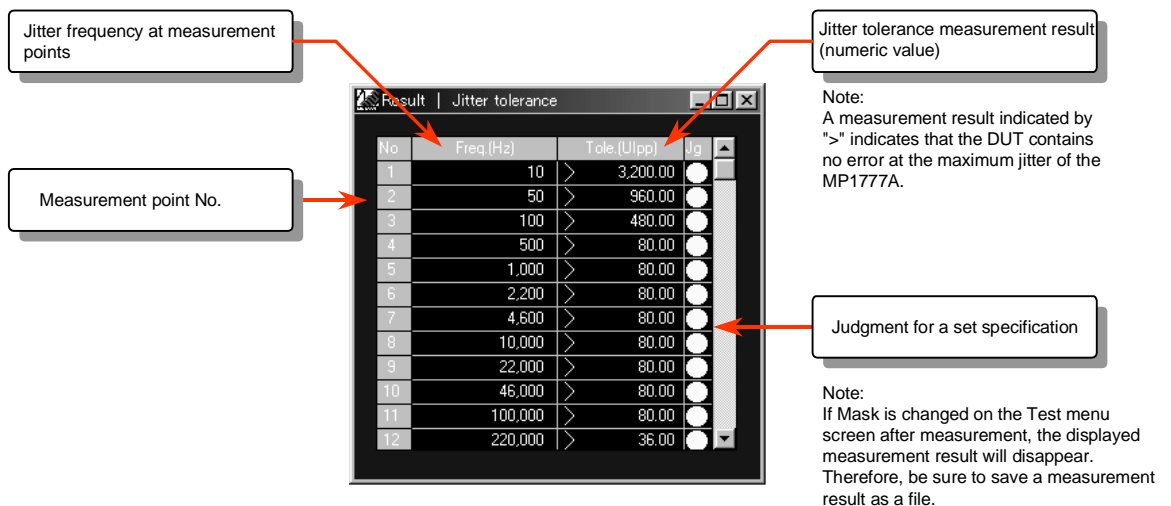 Jitter frequency at measurement
points
Jitter tolerance measurement result
(numeric value)
Note:
A measurement result indicated by
">" indicates that the DUT contains
no error at the maximum jitter of the
MP1777A.
Result | Jitter tolerance
No Freq.(Hz) Tole.(UIpp) Jg
1 10 > 3,200.00
2 50 > 960.00
3 100 > 480.00
4 500 > 80.00
5 1,000 > 80.00
6 2,200 > 80.00
7 4,600 > 80.00
8 10,000 > 80.00
9 22,000 > 80.00
10 46,000 > 80.00
11 100,000 > 80.00
12 220,000 > 36.00
Measurement point No.
Judgment for a set specification
Note:
If Mask is changed on the Test menu
screen after measurement, the displayed
measurement result will disappear.
Therefore, be sure to save a measurement
result as a file.